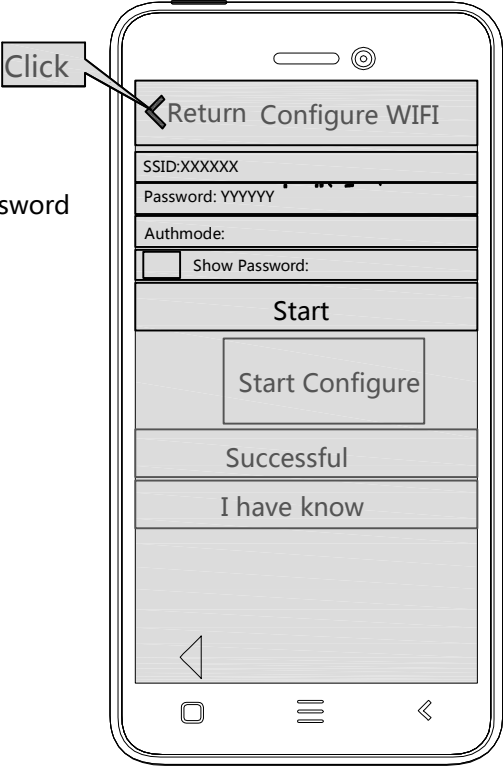 Click
Return Configure WIFI
SSID:XXXXXX
Password: YYYYYY
sword
Authmode:
Show Password:
Start
Start Configure
Successful
I have know